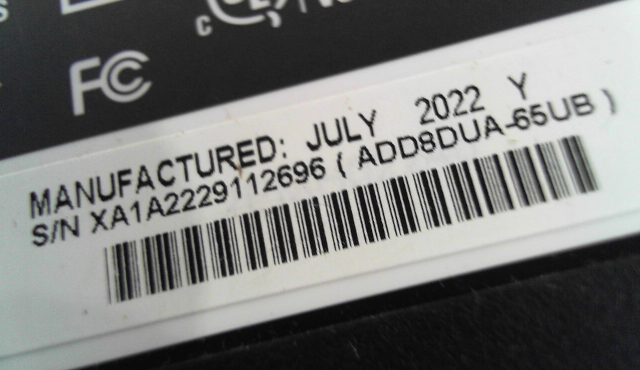 FC
MANUFACTURED: JULY 2022 Y
S/N XA1A2229112696 ( ADD8DUA-65UB )